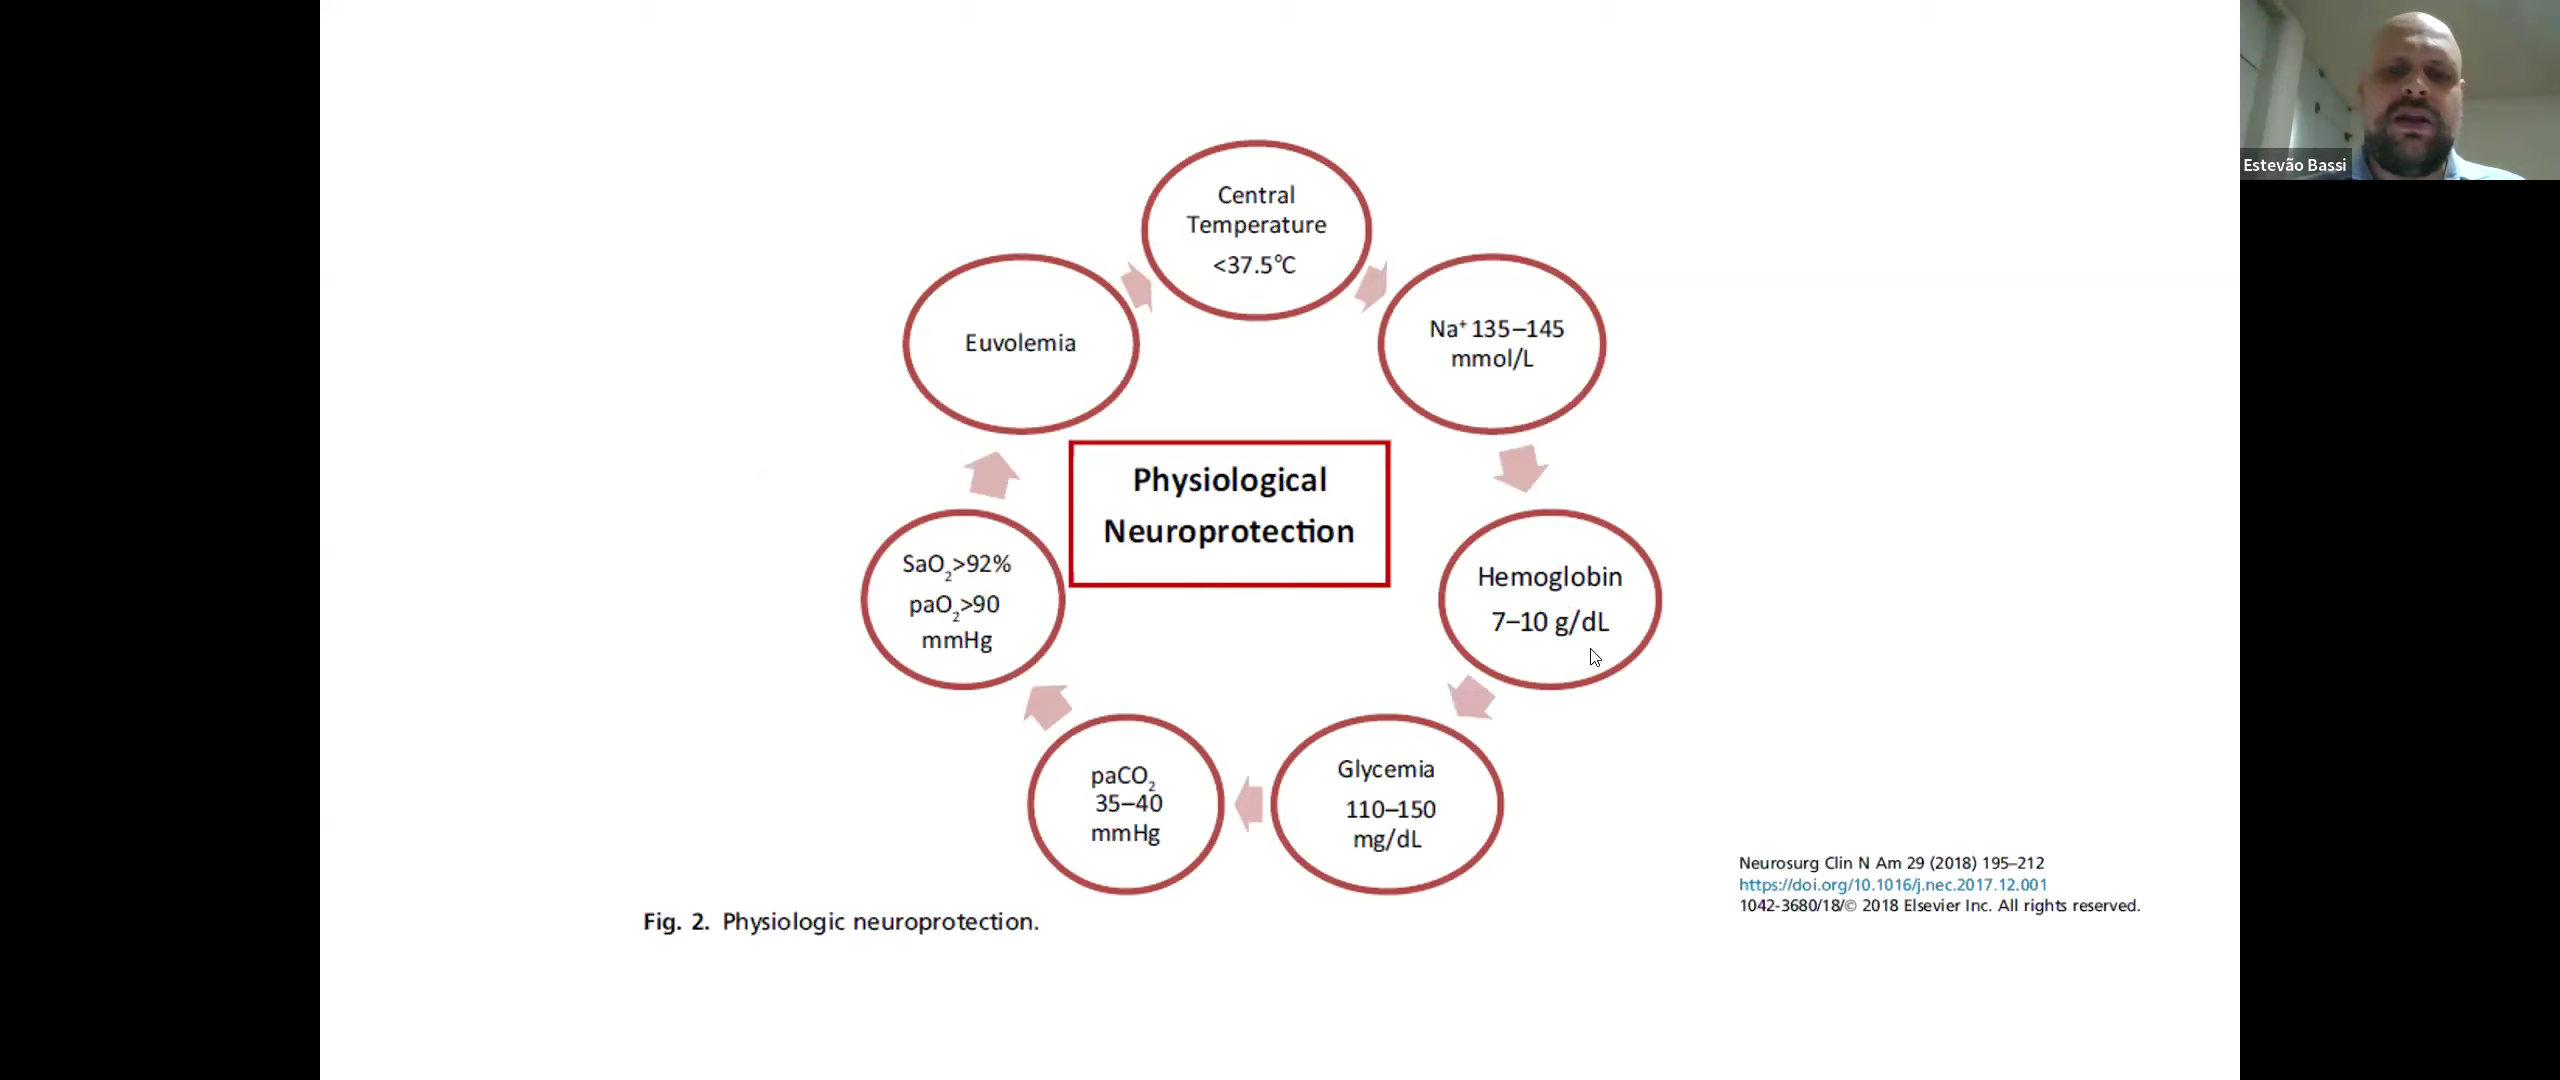 Central
Temperature
<37.5°C
Na⁺ 135–145
mmol/L
Hemoglobin
7–10 g/dL
Glycemia
110–150
mg/dL
paCO₂
35–40
mmHg
SaO₂>92%
paO₂>90
mmHg
Euvolemia
Physiological
Neuroprotection
Fig. 2. Physiologic neuroprotection.
Neurosurg Clin N Am 29 (2018) 195–212
https://doi.org/10.1016/j.nec.2017.12.001
1042-3680/18/© 2018 Elsevier Inc. All rights reserved.
Estevão Bassi